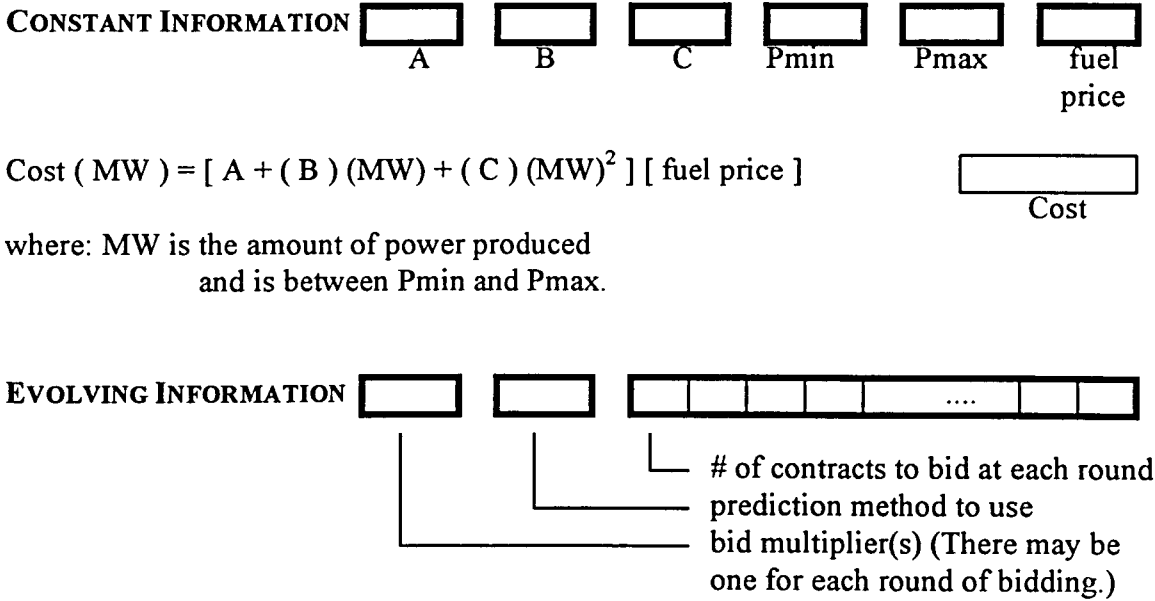 CONSTANT INFORMATION
A B C Pmin Pmax fuel
price
Cost ( MW ) = [ A + ( B ) (MW) + ( C ) (MW)² ] [ fuel price ]
Cost
where: MW is the amount of power produced
and is between Pmin and Pmax.
EVOLVING INFORMATION
....
# of contracts to bid at each round
prediction method to use
bid multiplier(s) (There may be
one for each round of bidding.)